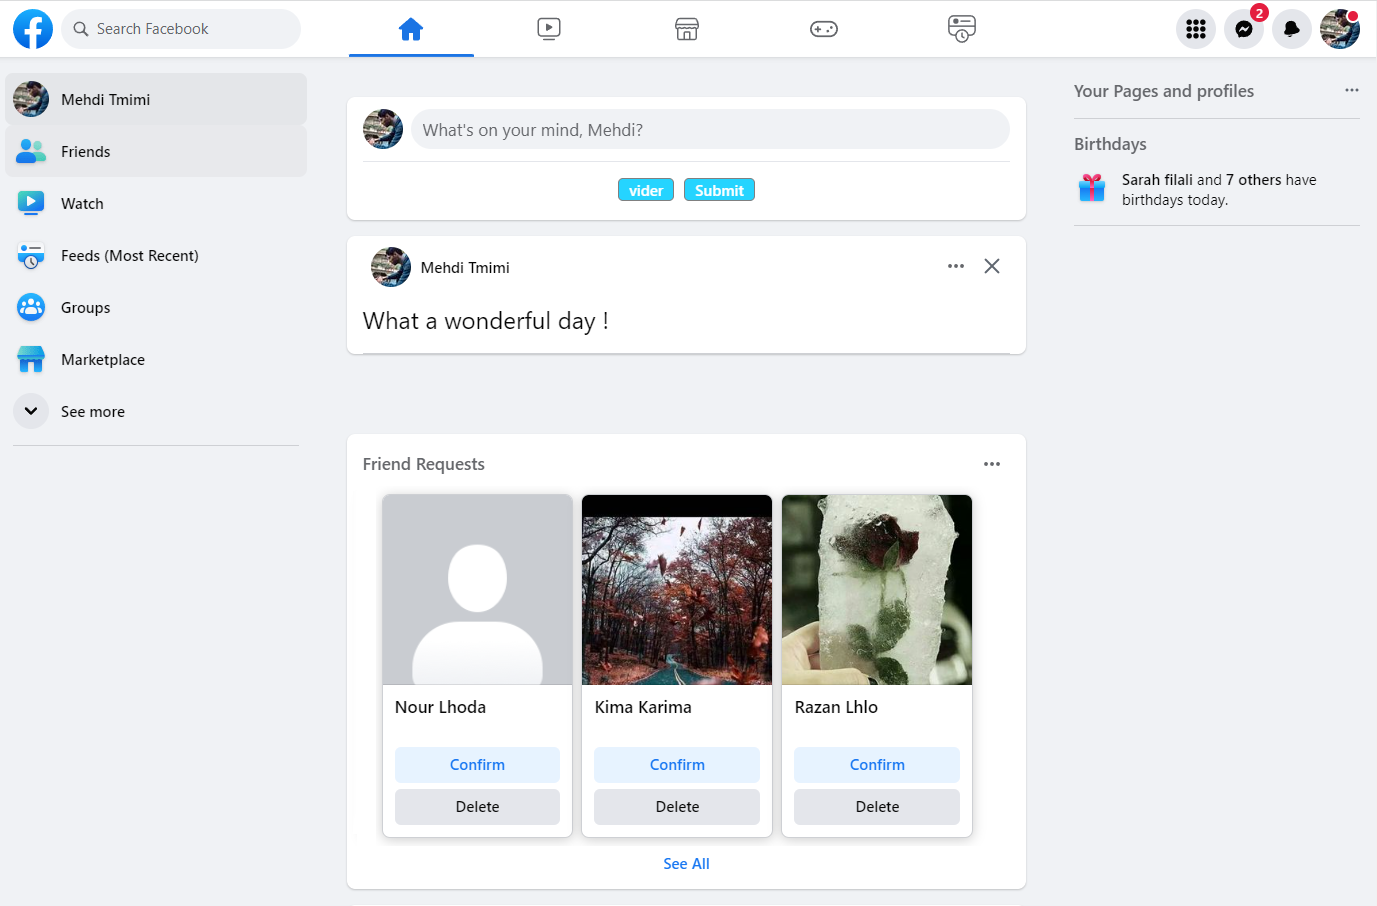 Search Facebook
2
Mehdi Tmimi
Friends
Watch
Feeds (Most Recent)
Groups
Marketplace
See more
What's on your mind, Mehdi?
vider Submit
Mehdi Tmimi
What a wonderful day !
Friend Requests
Nour Lhoda
Confirm
Delete
Kima Karima
Confirm
Delete
Razan Lhlo
Confirm
Delete
See All
Your Pages and profiles
Birthdays
Sarah filali and 7 others have
birthdays today.